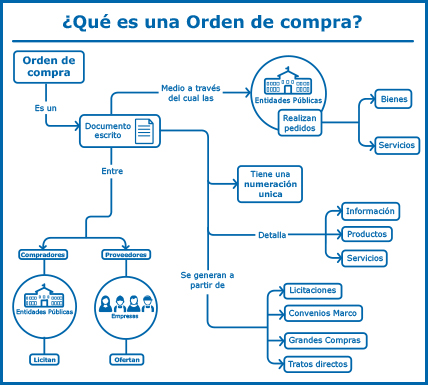 ¿Qué es una Orden de compra?
Orden de
compra
Es un
Documento
escrito
Medio a través
del cual las
Entidades Públicas
Realizan
pedidos
Bienes
Servicios
Entre
Tiene una
numeración
unica
Detalla
Información
Productos
Servicios
Compradores
Proveedores
Entidades Públicas
Empresas
Licitan
Ofertan
Se generan a
partir de
Licitaciones
Convenios Marco
Grandes Compras
Tratos directos